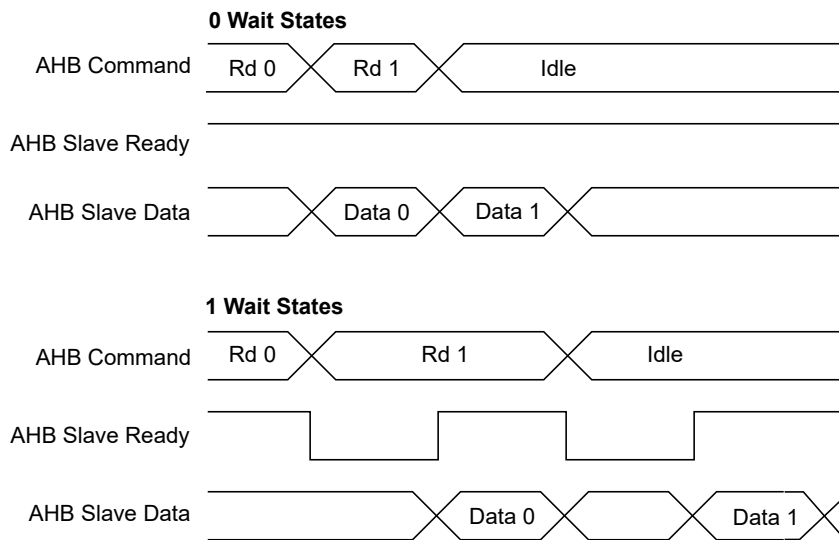 0 Wait States
AHB Command Rd 0 Rd 1 Idle
AHB Slave Ready
AHB Slave Data Data 0 Data 1
1 Wait States
AHB Command Rd 0 Rd 1 Idle
AHB Slave Ready
AHB Slave Data Data 0 Data 1